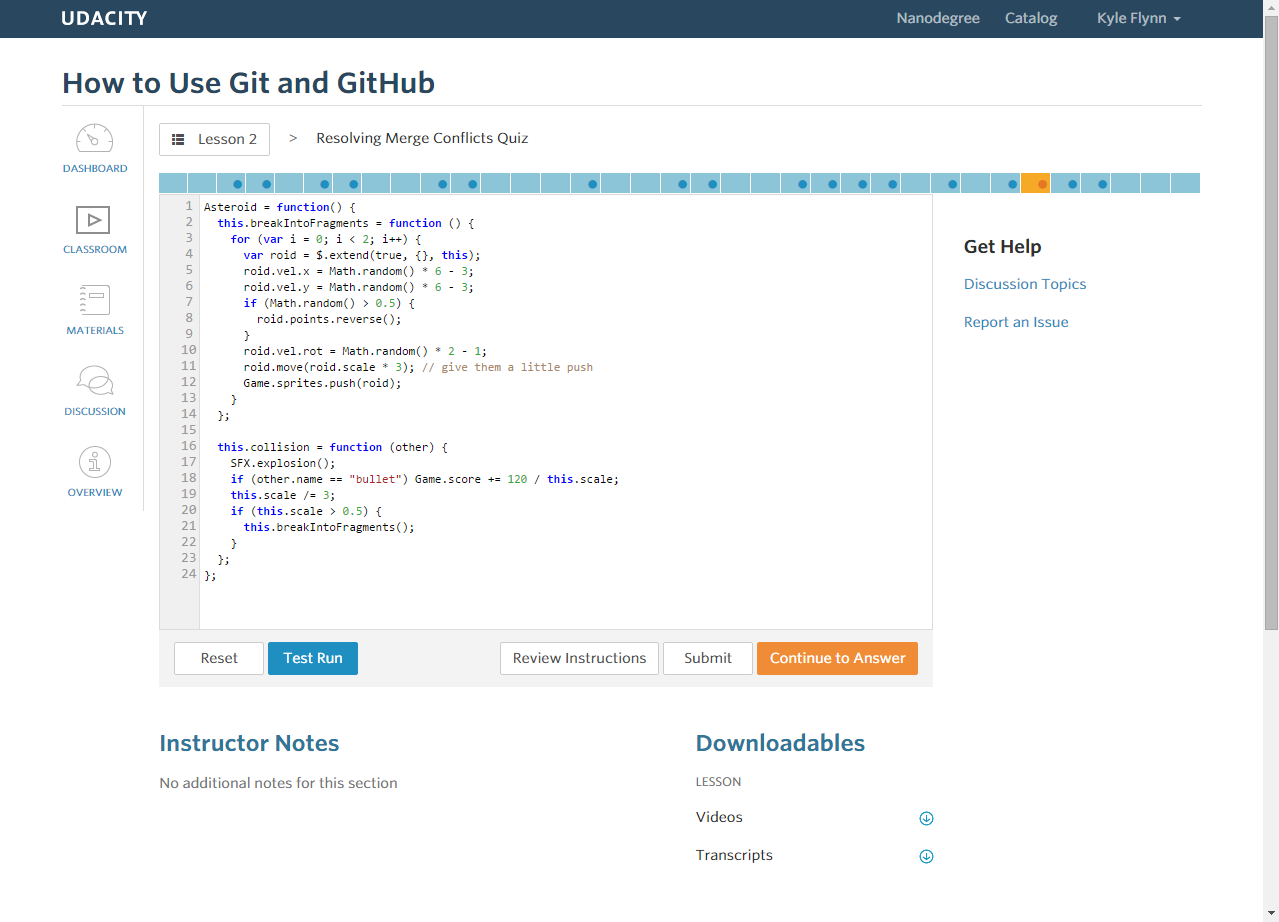 UDACITY
Nanodegree Catalog Kyle Flynn
How to Use Git and GitHub
DASHBOARD
CLASSROOM
MATERIALS
DISCUSSION
OVERVIEW
Lesson 2 > Resolving Merge Conflicts Quiz
1 Asteroid = function() {
2   this.breakIntoFragments = function () {
3     for (var i = 0; i < 2; i++) {
4       var roid = $.extend(true, {}, this);
5       roid.vel.x = Math.random() * 6 - 3;
6       roid.vel.y = Math.random() * 6 - 3;
7       if (Math.random() > 0.5) {
8         roid.points.reverse();
9       }
10       roid.vel.rot = Math.random() * 2 - 1;
11       roid.move(roid.scale * 3); // give them a little push
12       Game.sprites.push(roid);
13     }
14   };
15
16   this.collision = function (other) {
17     SFX.explosion();
18     if (other.name == "bullet") Game.score += 120 / this.scale;
19     this.scale /= 3;
20     if (this.scale > 0.5) {
21       this.breakIntoFragments();
22     }
23   };
24 };
Reset Test Run Review Instructions Submit Continue to Answer
Get Help
Discussion Topics
Report an Issue
Instructor Notes
No additional notes for this section
Downloadables
LESSON
Videos
Transcripts